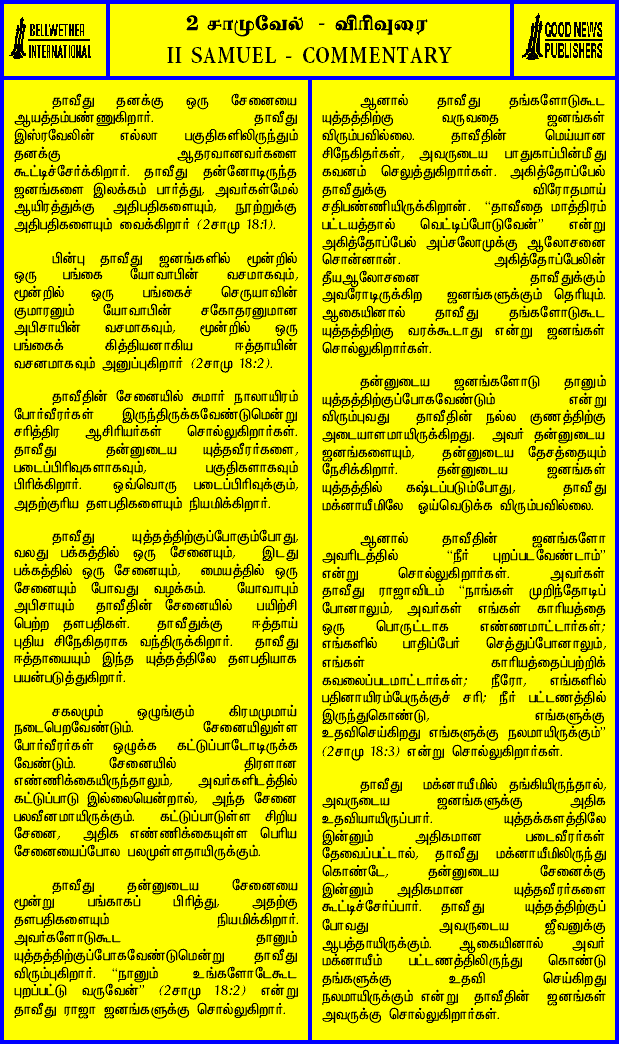 BELLWETHER
INTERNATIONAL
2 சாமுவேல் - விரிவுரை
II SAMUEL - COMMENTARY
GOOD NEWS
PUBLISHERS
தாவீது தனக்கு ஒரு சேனையை
ஆயத்தம்பண்ணுகிறார். தாவீது
இஸ்ரவேலின் எல்லா பகுதிகளிலிருந்தும்
தனக்கு ஆதரவானவர்களை
கூட்டிச்சேர்க்கிறார். தாவீது தன்னோடிருந்த
ஜனங்களை இலக்கம் பார்த்து, அவர்கள்மேல்
ஆயிரத்துக்கு அதிபதிகளையும், நூற்றுக்கு
அதிபதிகளையும் வைக்கிறார் (2சாமு 18:1).
பின்பு தாவீது ஜனங்களில் மூன்றில்
ஒரு பங்கை யோவாபின் வசமாகவும்,
மூன்றில் ஒரு பங்கைச் செருயாவின்
குமாரனும் யோவாபின் சகோதரனுமான
அபிசாயின் வசமாகவும், மூன்றில் ஒரு
பங்கைக் கித்தியனாகிய ஈத்தாயின்
வசனமாகவும் அனுப்புகிறார் (2சாமு 18:2).
தாவீதின் சேனையில் சுமார் நாலாயிரம்
போர்வீரர்கள் இருந்திருக்கவேண்டுமென்று
சரித்திர ஆசிரியர்கள் சொல்லுகிறார்கள்.
தாவீது தன்னுடைய யுத்தவீரர்களை,
படைப்பிரிவுகளாகவும், பகுதிகளாகவும்
பிரிக்கிறார். ஒவ்வொரு படைப்பிரிவுக்கும்,
அதற்குரிய தளபதிகளையும் நியமிக்கிறார்.
தாவீது யுத்தத்திற்குப்போகும்போது,
வலது பக்கத்தில் ஒரு சேனையும், இடது
பக்கத்தில் ஒரு சேனையும், மையத்தில் ஒரு
சேனையும் போவது வழக்கம். யோவாபும்
அபிசாயும் தாவீதின் சேனையில் பயிற்சி
பெற்ற தளபதிகள். தாவீதுக்கு ஈத்தாய்
புதிய சிநேகிதராக வந்திருக்கிறார். தாவீது
ஈத்தாயையும் இந்த யுத்தத்திலே தளபதியாக
பயன்படுத்துகிறார்.
சகலமும் ஒழுங்கும் கிரமமுமாய்
நடைபெறவேண்டும். சேனையிலுள்ள
போர்வீரர்கள் ஒழுக்க கட்டுப்பாடோடிருக்க
வேண்டும். சேனையில் திரளான
எண்ணிக்கையிருந்தாலும், அவர்களிடத்தில்
கட்டுப்பாடு இல்லையென்றால், அந்த சேனை
பலவீனமாயிருக்கும். கட்டுப்பாடுள்ள சிறிய
சேனை, அதிக எண்ணிக்கையுள்ள பெரிய
சேனையைப்போல பலமுள்ளதாயிருக்கும்.
தாவீது தன்னுடைய சேனையை
மூன்று பங்காகப் பிரித்து, அதற்கு
தளபதிகளையும் நியமிக்கிறார்.
அவர்களோடுகூட தானும்
யுத்தத்திற்குப்போகவேண்டுமென்று தாவீது
விரும்புகிறார். “நானும் உங்களோடேகூட
புறப்பட்டு வருவேன்” (2சாமு 18:2) என்று
தாவீது ராஜா ஜனங்களுக்கு சொல்லுகிறார்.
ஆனால் தாவீது தங்களோடுகூட
யுத்தத்திற்கு வருவதை ஜனங்கள்
விரும்பவில்லை. தாவீதின் மெய்யான
சிநேகிதர்கள், அவருடைய பாதுகாப்பின்மீது
கவனம் செலுத்துகிறார்கள். அகித்தோப்பேல்
தாவீதுக்கு விரோதமாய்
சதிபண்ணியிருக்கிறான். “தாவீதை மாத்திரம்
பட்டயத்தால் வெட்டிப்போடுவேன்” என்று
அகித்தோப்பேல் அப்சலோமுக்கு ஆலோசனை
சொன்னான். அகித்தோப்பேலின்
தீயஆலோசனை தாவீதுக்கும்
அவரோடிருக்கிற ஜனங்களுக்கும் தெரியும்.
ஆகையினால் தாவீது தங்களோடுகூட
யுத்தத்திற்கு வரக்கூடாது என்று ஜனங்கள்
சொல்லுகிறார்கள்.
தன்னுடைய ஜனங்களோடு தானும்
யுத்தத்திற்குப்போகவேண்டும் என்று
விரும்புவது தாவீதின் நல்ல குணத்திற்கு
அடையாளமாயிருக்கிறது. அவர் தன்னுடைய
ஜனங்களையும், தன்னுடைய தேசத்தையும்
நேசிக்கிறார். தன்னுடைய ஜனங்கள்
யுத்தத்தில் கஷ்டப்படும்போது, தாவீது
மக்னாயீமிலே ஓய்வெடுக்க விரும்பவில்லை.
ஆனால் தாவீதின் ஜனங்களோ
அவரிடத்தில் “நீர் புறப்படவேண்டாம்”
என்று சொல்லுகிறார்கள். அவர்கள்
தாவீது ராஜாவிடம் “நாங்கள் முறிந்தோடிப்
போனாலும், அவர்கள் எங்கள் காரியத்தை
ஒரு பொருட்டாக எண்ணமாட்டார்கள்;
எங்களில் பாதிப்பேர் செத்துப்போனாலும்,
எங்கள் காரியத்தைப்பற்றிக்
கவலைப்படமாட்டார்கள்; நீரோ, எங்களில்
பதினாயிரம்பேருக்குச் சரி; நீர் பட்டணத்தில்
இருந்துகொண்டு, எங்களுக்கு
உதவிசெய்கிறது எங்களுக்கு நலமாயிருக்கும்”
(2சாமு 18:3) என்று சொல்லுகிறார்கள்.
தாவீது மக்னாயீமில் தங்கியிருந்தால்,
அவருடைய ஜனங்களுக்கு அதிக
உதவியாயிருப்பார். யுத்தக்களத்திலே
இன்னும் அதிகமான படைவீரர்கள்
தேவைப்பட்டால், தாவீது மக்னாயீமிலிருந்து
கொண்டே, தன்னுடைய சேனைக்கு
இன்னும் அதிகமான யுத்தவீரர்களை
கூட்டிச்சேர்ப்பார். தாவீது யுத்தத்திற்குப்
போவது அவருடைய ஜீவனுக்கு
ஆபத்தாயிருக்கும். ஆகையினால் அவர்
மக்னாயீம் பட்டணத்திலிருந்து கொண்டு
தங்களுக்கு உதவி செய்கிறது
நலமாயிருக்கும் என்று தாவீதின் ஜனங்கள்
அவருக்கு சொல்லுகிறார்கள்.